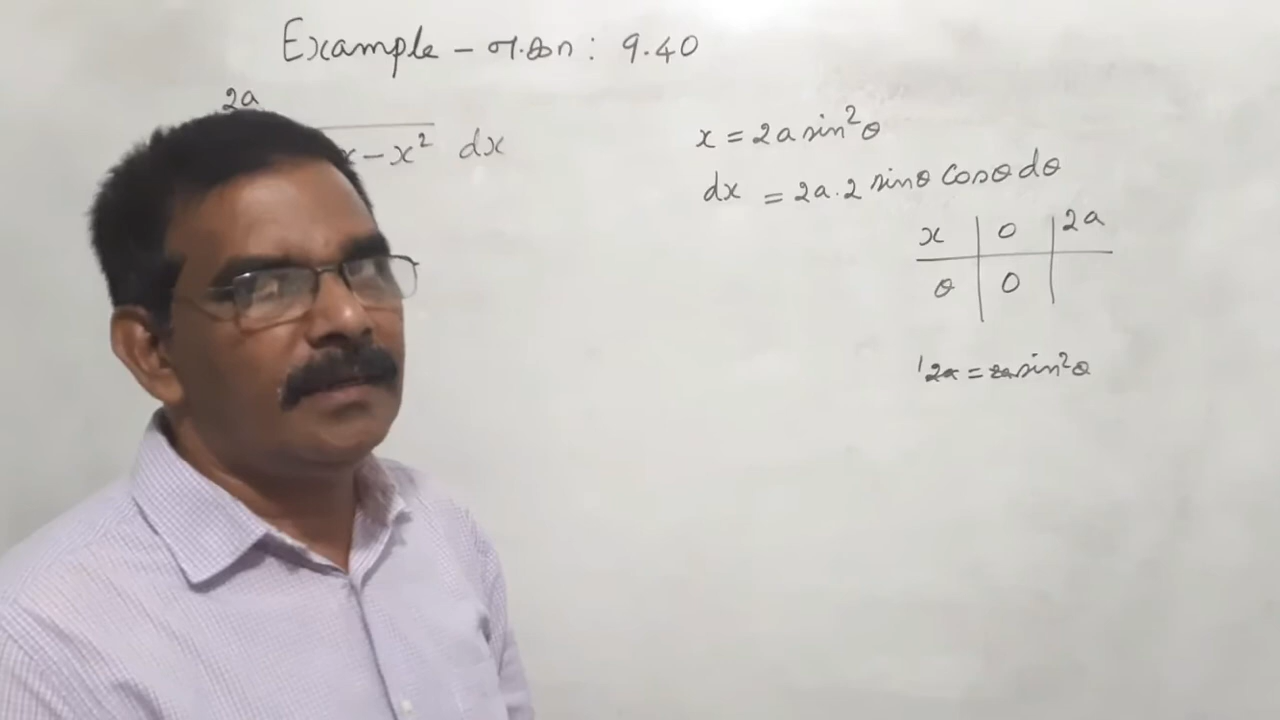 Example - எ.கா : 9.40
2a
x - x² dx
x = 2a sin²θ
dx = 2a.2 sinθ cosθ dθ
x 0 2a
θ 0
1 2a = 2a sin²θ